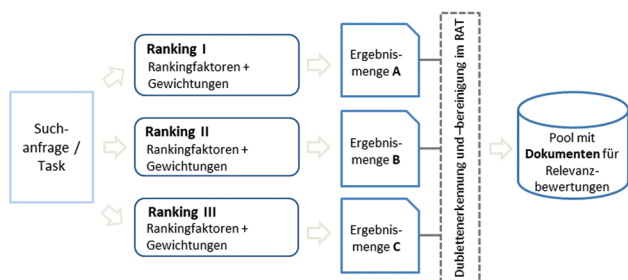 Such-
anfrage /
Task
Ranking I
Rankingfaktoren +
Gewichtungen
Ergebnis-
menge A
Ranking II
Rankingfaktoren +
Gewichtungen
Ergebnis-
menge B
Ranking III
Rankingfaktoren +
Gewichtungen
Ergebnis-
menge C
Dublettenerkennung und –bereinigung im RAT
Pool mit
Dokumenten für
Relevanz-
bewertungen